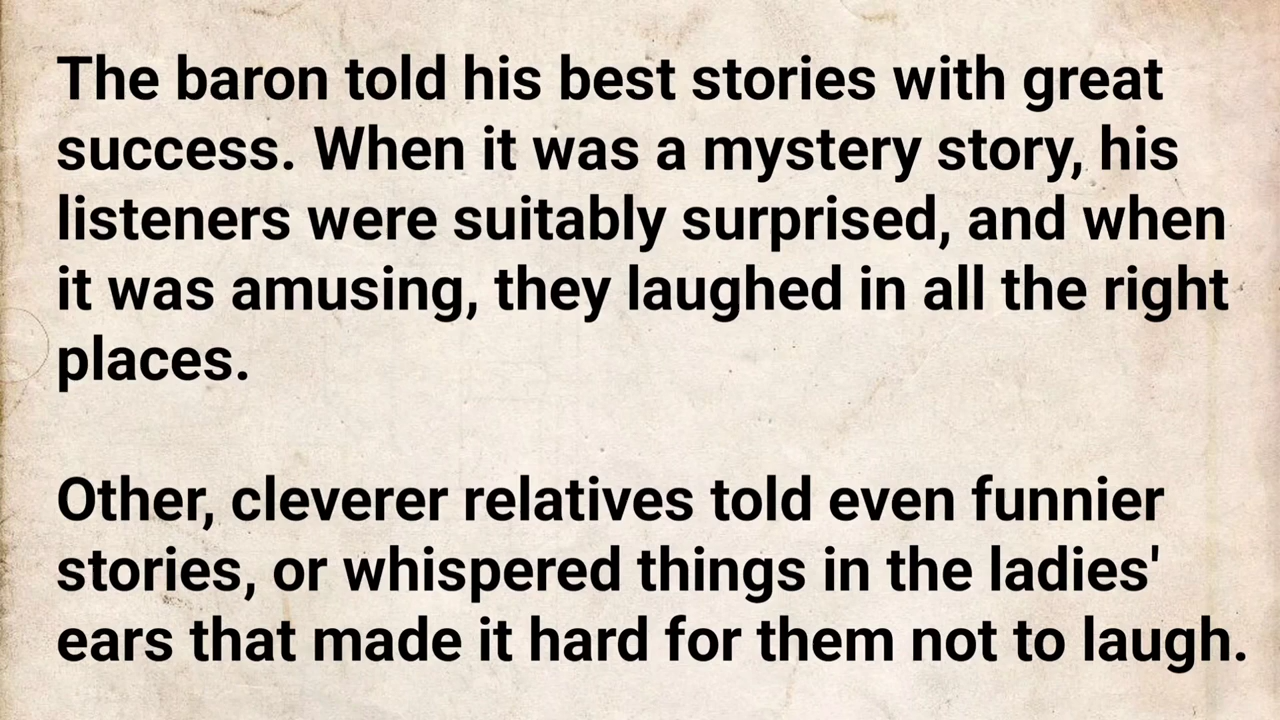 The baron told his best stories with great
success. When it was a mystery story, his
listeners were suitably surprised, and when
it was amusing, they laughed in all the right
places.
Other, cleverer relatives told even funnier
stories, or whispered things in the ladies'
ears that made it hard for them not to laugh.